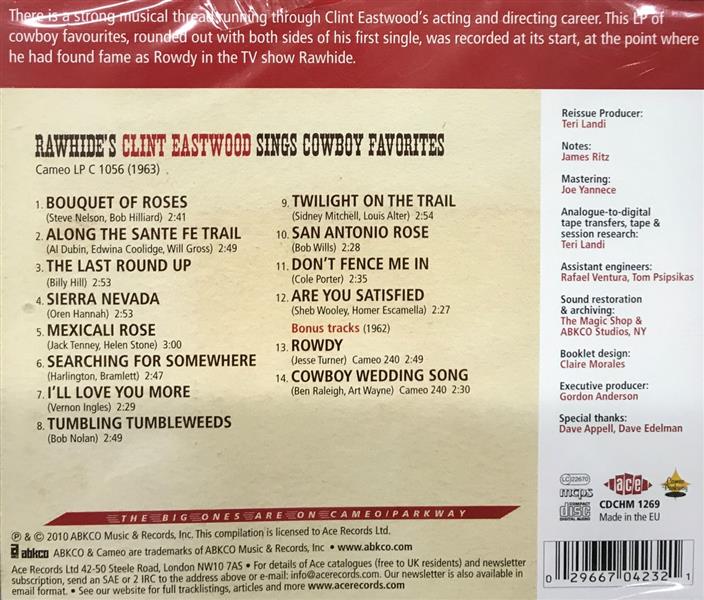 There is a strong musical thread running through Clint Eastwood's acting and directing career. This LP of
cowboy favourites, rounded out with both sides of his first single, was recorded at its start, at the point where
he had found fame as Rowdy in the TV show Rawhide.
RAWHIDE'S CLINT EASTWOOD SINGS COWBOY FAVORITES
Cameo LP C 1056 (1963)
1. BOUQUET OF ROSES
(Steve Nelson, Bob Hilliard) 2:41
2. ALONG THE SANTE FE TRAIL
(Al Dubin, Edwina Coolidge, Will Gross) 2:49
3. THE LAST ROUND UP
(Billy Hill) 2:53
4. SIERRA NEVADA
(Oren Hannah) 2:53
5. MEXICALI ROSE
(Jack Tenney, Helen Stone) 3:00
6. SEARCHING FOR SOMEWHERE
(Harlington, Bramlett) 2:47
7. I'LL LOVE YOU MORE
(Vernon Ingles) 2:29
8. TUMBLING TUMBLEWEEDS
(Bob Nolan) 2:49
9. TWILIGHT ON THE TRAIL
(Sidney Mitchell, Louis Alter) 2:54
10. SAN ANTONIO ROSE
(Bob Wills) 2:28
11. DON'T FENCE ME IN
(Cole Porter) 2:35
12. ARE YOU SATISFIED
(Sheb Wooley, Homer Escamella) 2:27
Bonus tracks (1962)
13. ROWDY
(Jesse Turner) Cameo 240 2:49
14. COWBOY WEDDING SONG
(Ben Raleigh, Art Wayne) Cameo 240 2:30
Reissue Producer:
Teri Landi
Notes:
James Ritz
Mastering:
Joe Yannece
Analogue-to-digital
tape transfers, tape &
session research:
Teri Landi
Assistant engineers:
Rafael Ventura, Tom Psipsikas
Sound restoration
& archiving:
The Magic Shop &
ABKCO Studios, NY
Booklet design:
Claire Morales
Executive producer:
Gordon Anderson
Special thanks:
Dave Appell, Dave Edelman
LC 22670
mcps
COMPACT
disc
DIGITAL AUDIO
ace
CDCHM 1269
Made in the EU
THE BIG ONES ARE ON CAMEO/PARKWAY
℗ & © 2010 ABKCO Music & Records, Inc. This compilation is licensed to Ace Records Ltd.
abkco ABKCO & Cameo are trademarks of ABKCO Music & Records, Inc • www.abkco.com
Ace Records Ltd 42-50 Steele Road, London NW10 7AS • For details of Ace catalogues (free to UK residents) and newsletter
subscription, send an SAE or 2 IRC to the address above or e-mail: info@acerecords.com. Our newsletter is also available in
email format. • See our website for full tracklistings, articles and more www.acerecords.com
0 29667 04232 1